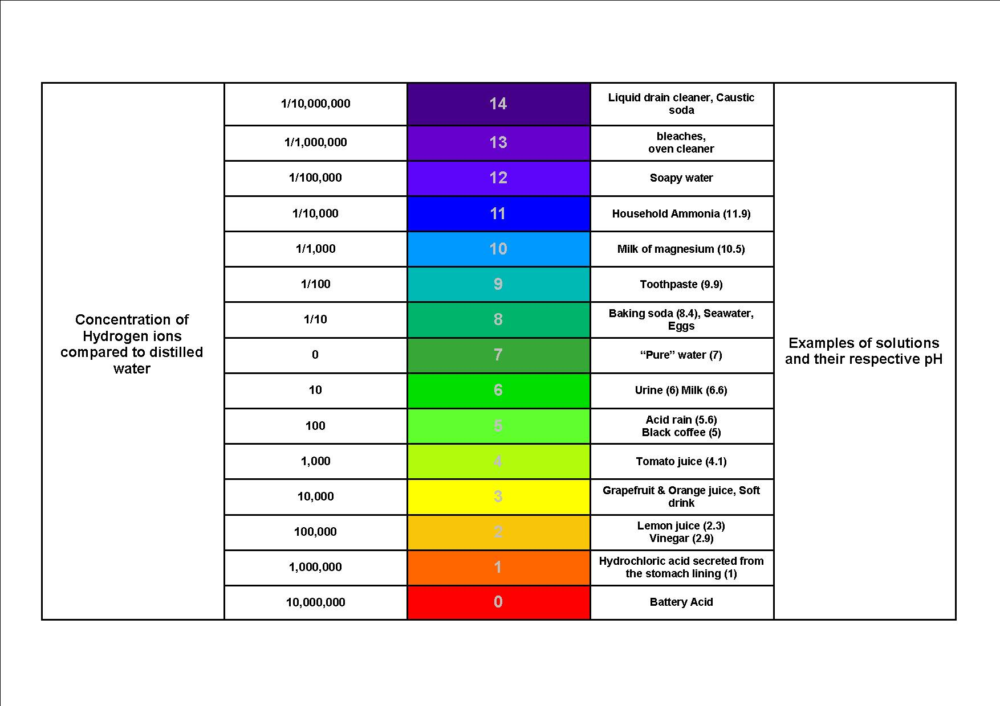 Concentration of
Hydrogen ions
compared to distilled
water
1/10,000,000
14
Liquid drain cleaner, Caustic
soda
1/1,000,000
13
bleaches,
oven cleaner
1/100,000
12
Soapy water
1/10,000
11
Household Ammonia (11.9)
1/1,000
10
Milk of magnesium (10.5)
1/100
9
Toothpaste (9.9)
1/10
8
Baking soda (8.4), Seawater,
Eggs
0
7
“Pure” water (7)
10
6
Urine (6) Milk (6.6)
100
5
Acid rain (5.6)
Black coffee (5)
1,000
4
Tomato juice (4.1)
10,000
3
Grapefruit & Orange juice, Soft
drink
100,000
2
Lemon juice (2.3)
Vinegar (2.9)
1,000,000
1
Hydrochloric acid secreted from
the stomach lining (1)
10,000,000
0
Battery Acid
Examples of solutions
and their respective pH